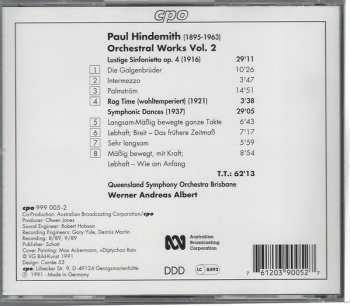 cpo
Paul Hindemith (1895-1963)
Orchestral Works Vol. 2
Lustige Sinfonietta op. 4 (1916) 29'11
1 Die Galgenbrüder 10'26
2 Intermezzo 3'47
3 Palmström 14'51
4 Rag Time (wohltemperiert) (1921) 3'38
Symphonic Dances (1937) 29'05
5 Langsam-Mäßig bewegte ganze Takte 6'43
6 Lebhaft; Breit – Das frühere Zeitmaß 7'17
7 Sehr langsam 5'59
8 Mäßig bewegt, mit Kraft; 8'54
Lebhaft – Wie am Anfang
T.T.: 62'13
Queensland Symphony Orchestra Brisbane
Werner Andreas Albert
cpo 999 005-2
Co-Production: Australian Broadcasting Corporation/cpo
Producer: Oliver Jones
Sound Engineer: Robert Hobson
Recording Engineers: Gary Yule, Dennis Martin
Recording: 8/89, 9/89
Publisher: Schott
Cover Painting: Max Ackermann, »Diptychon Rot«
© VG Bild-Kunst 1991
Design: Combe 53
cpo, Lübecker Str. 9, D-49124 Georgsmarienhütte
℗ 1991 – Made in Germany
Australian
Broadcasting
Corporation
DDD
LC 8492
7 61203 90052 7